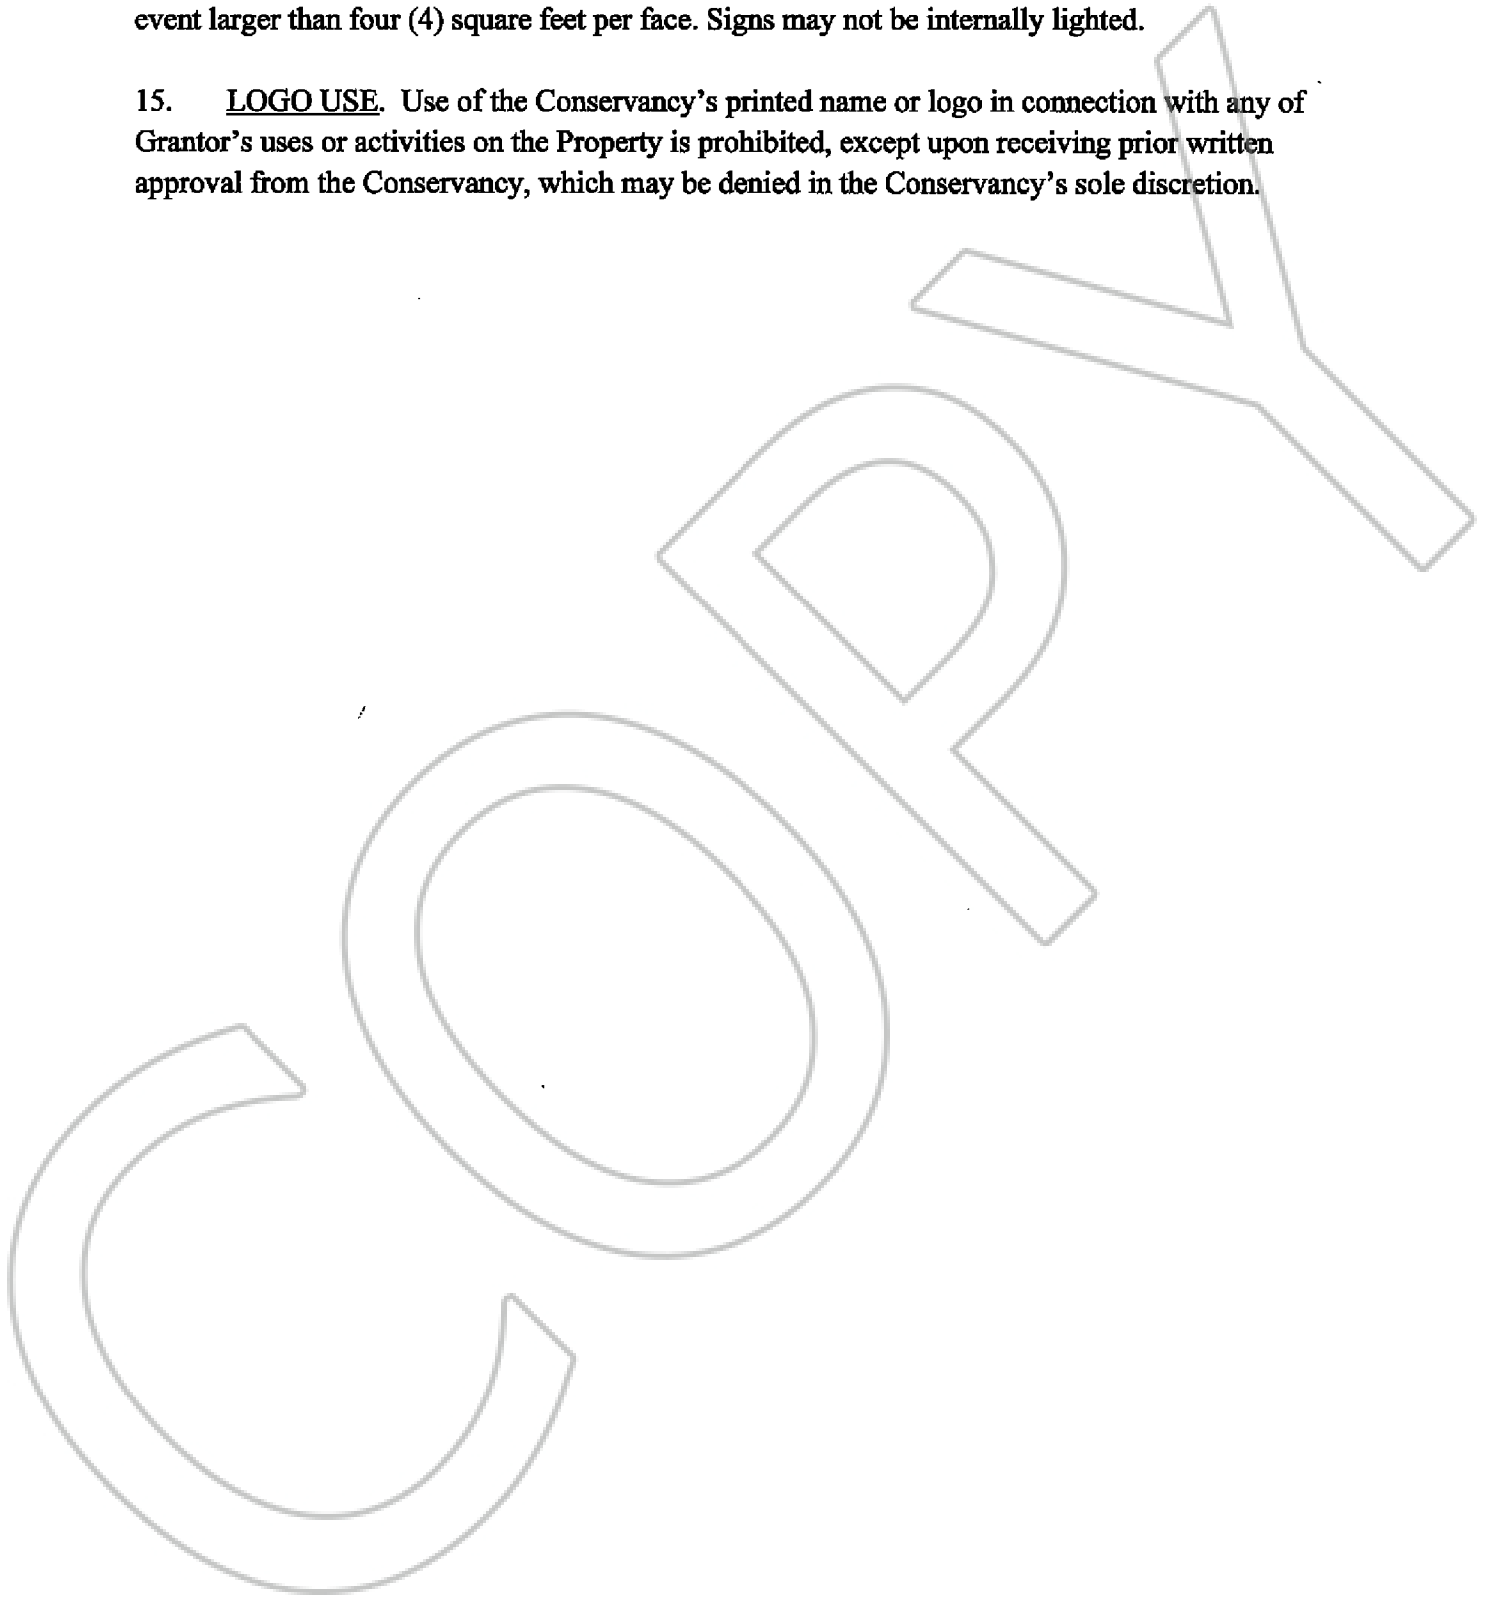 event larger than four (4) square feet per face. Signs may not be internally lighted.
15. LOGO USE. Use of the Conservancy's printed name or logo in connection with any of
Grantor's uses or activities on the Property is prohibited, except upon receiving prior written
approval from the Conservancy, which may be denied in the Conservancy's sole discretion.
COPY